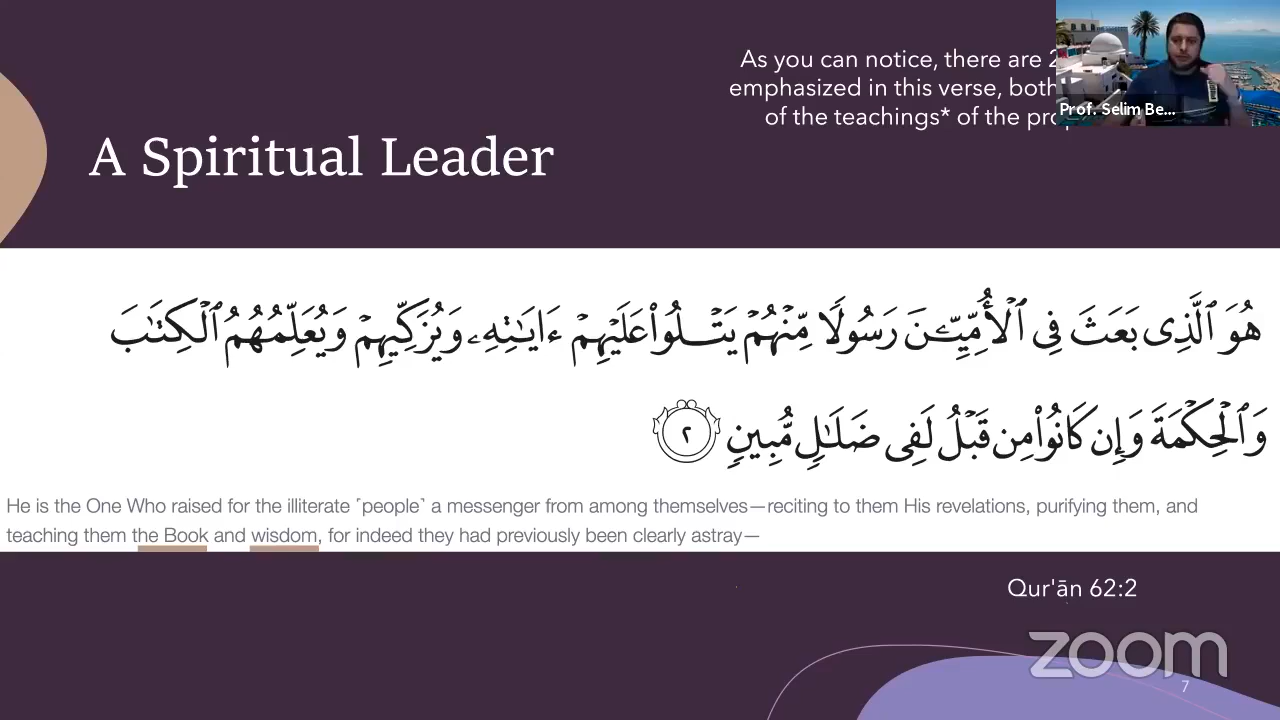 As you can notice, there are
emphasized in this verse, both
of the teachings* of the
Prof. Selim Be...
A Spiritual Leader
هُوَ ٱلَّذِى بَعَثَ فِى ٱلْأُمِّيِّـۧنَ رَسُولًا مِّنْهُمْ يَتْلُوا۟ عَلَيْهِمْ ءَايَـٰتِهِۦ وَيُزَكِّيهِمْ وَيُعَلِّمُهُمُ ٱلْكِتَـٰبَ
وَٱلْحِكْمَةَ وَإِن كَانُوا۟ مِن قَبْلُ لَفِى ضَلَـٰلٍ مُّبِينٍ ٢
He is the One Who raised for the illiterate ˹people˺ a messenger from among themselves—reciting to them His revelations, purifying them, and
teaching them the Book and wisdom, for indeed they had previously been clearly astray—
Qur'ān 62:2
zoom
7